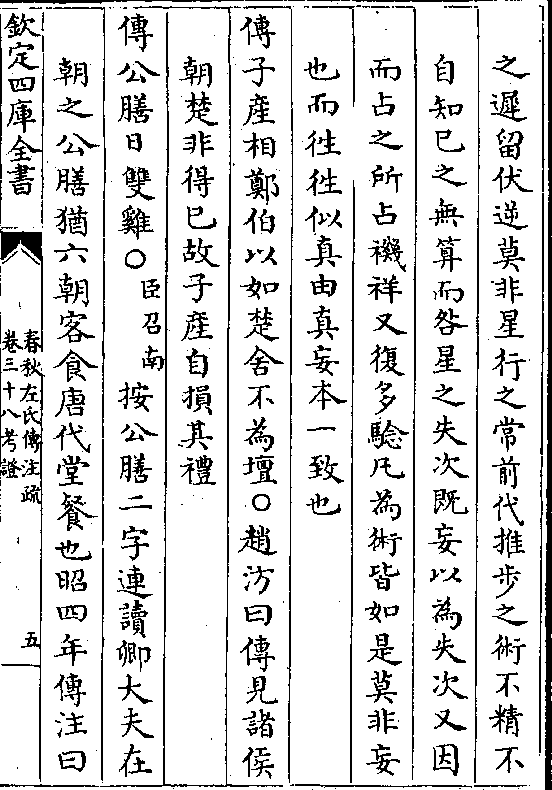 之遲留伏逆莫非星行之常前代推步之術不精不
自知已之無算而咎星之失次既妄以為失次又因
而占之所占禨祥又復多驗凡為術皆如是莫非妄
也而徃徃似真由真妄本一致也
傳子産相鄭伯以如楚舍不為壇○趙汸曰傳見諸侯
朝楚非得已故子産自損其禮
傳公膳日雙雞○臣召南按公膳二字連讀卿大夫在
朝之公膳猶六朝客食唐代堂餐也昭四年傳注曰
欽定四庫全書
春秋左氏傳注疏
卷三十八考證
五